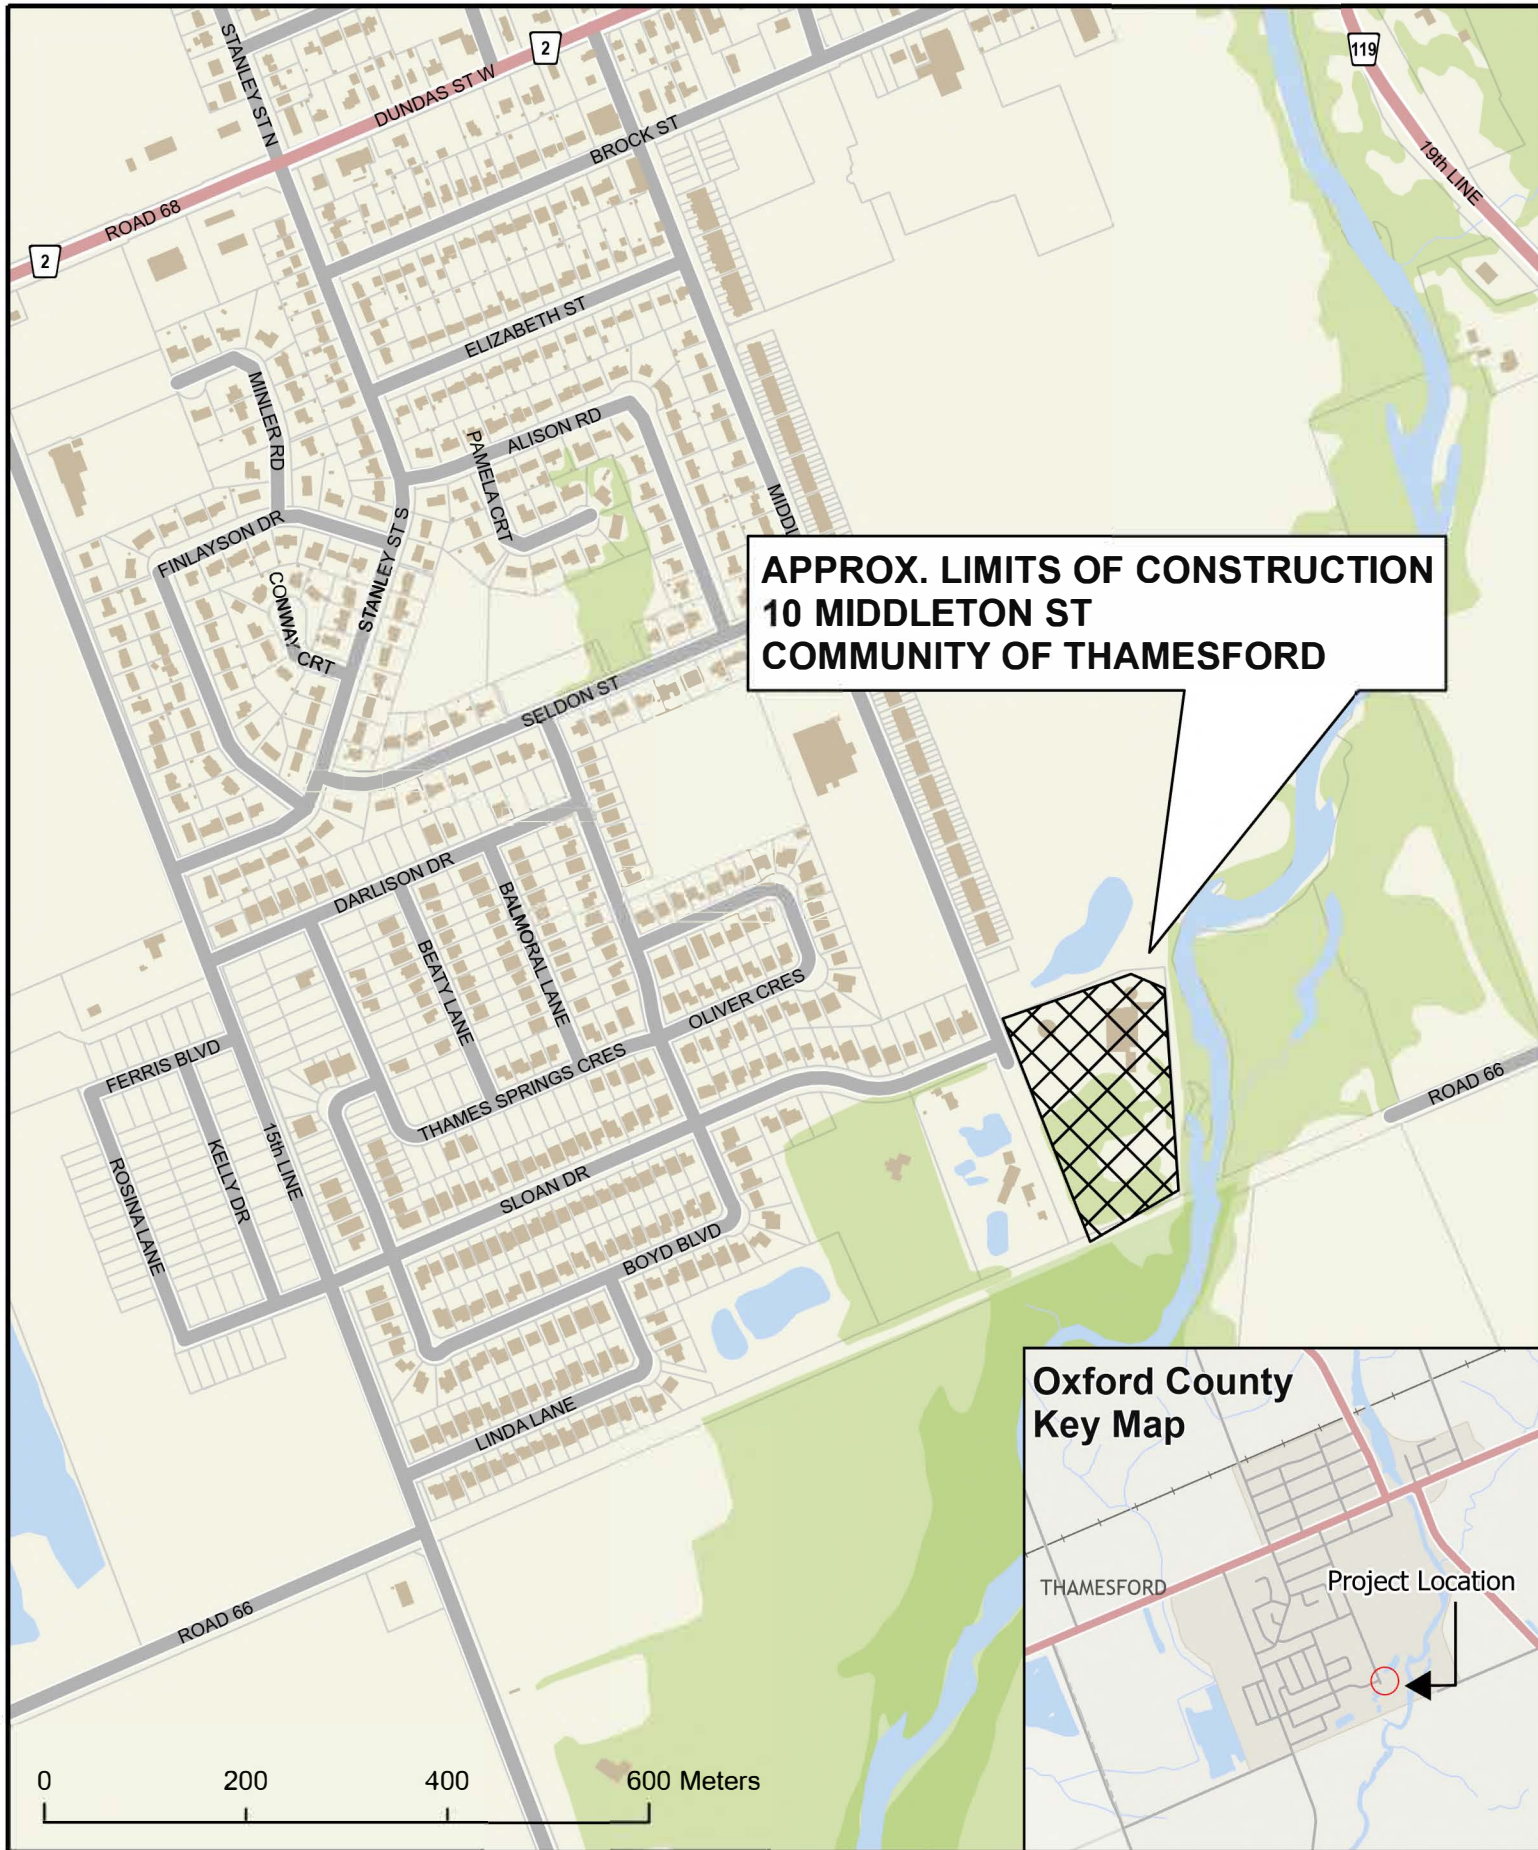 STANLEY ST N
2
DUNDAS ST W
119
19th LINE
BROCK ST
ROAD 68
2
ELIZABETH ST
MINLER RD
ALISON RD
PAMELA CRT
MIDDL
FINLAYSON DR
STANLEY ST S
CONWAY CRT
APPROX. LIMITS OF CONSTRUCTION
10 MIDDLETON ST
COMMUNITY OF THAMESFORD
SELDON ST
DARLISON DR
BALMORAL LANE
BEATY LANE
OLIVER CRES
FERRIS BLVD
THAMES SPRINGS CRES
ROAD 66
15th LINE
KELLY DR
ROSINA LANE
SLOAN DR
BOYD BLVD
LINDA LANE
ROAD 66
Oxford County
Key Map
THAMESFORD
Project Location
0 200 400 600 Meters